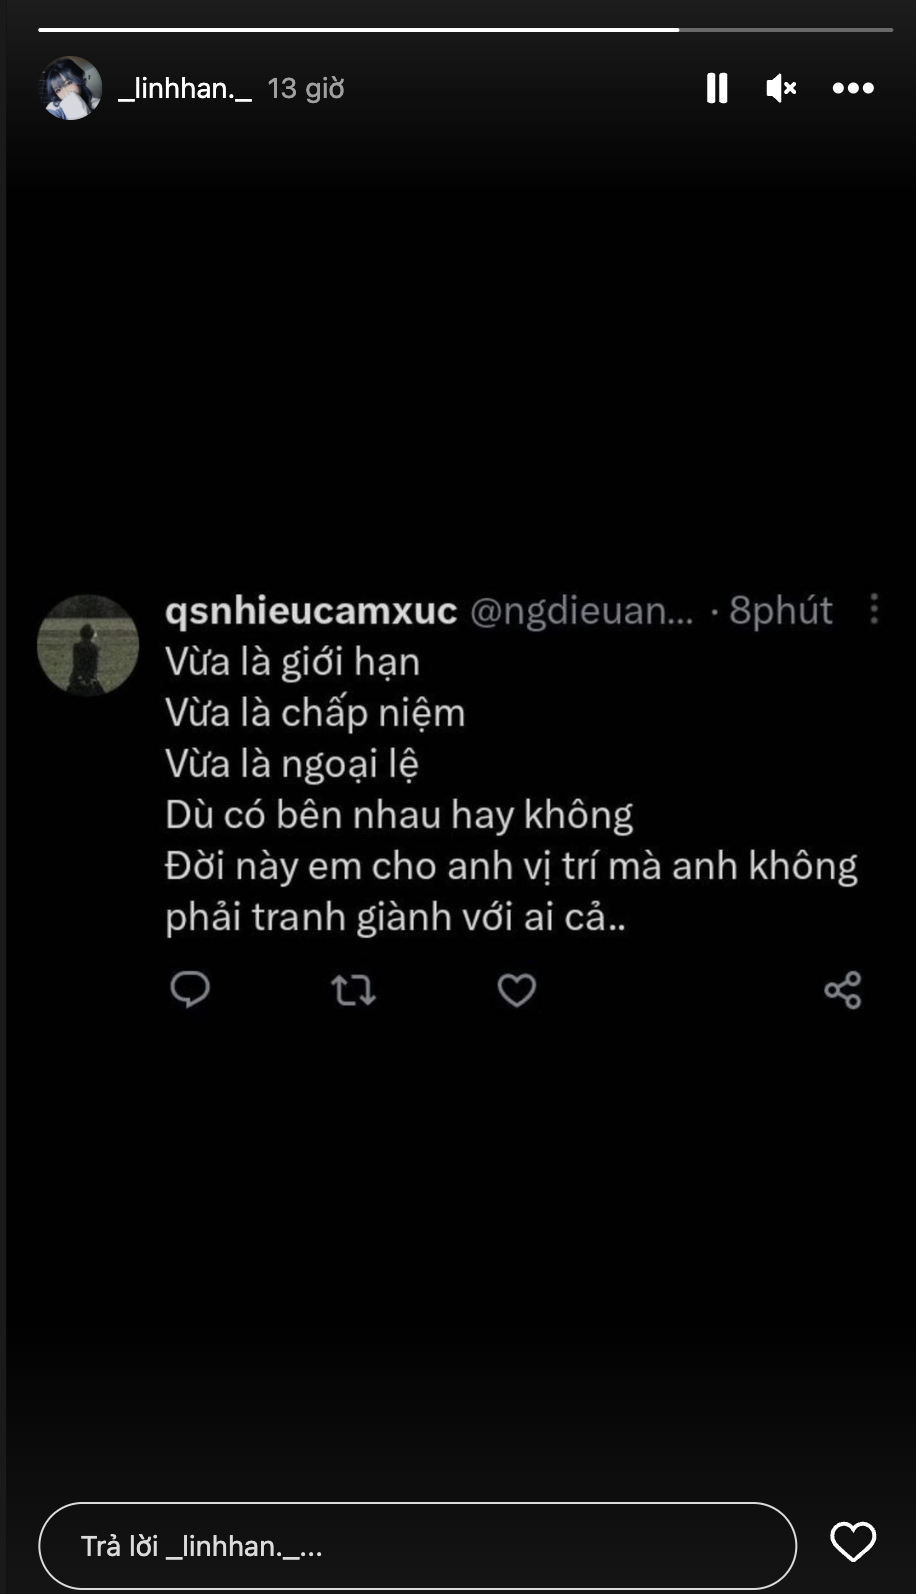 _linhhan._ 13 giờ
qsnhieucamxuc @ngdieuan... · 8phút
Vừa là giới hạn
Vừa là chấp niệm
Vừa là ngoại lệ
Dù có bên nhau hay không
Đời này em cho anh vị trí mà anh không
phải tranh giành với ai cả..
Trả lời _linhhan._...